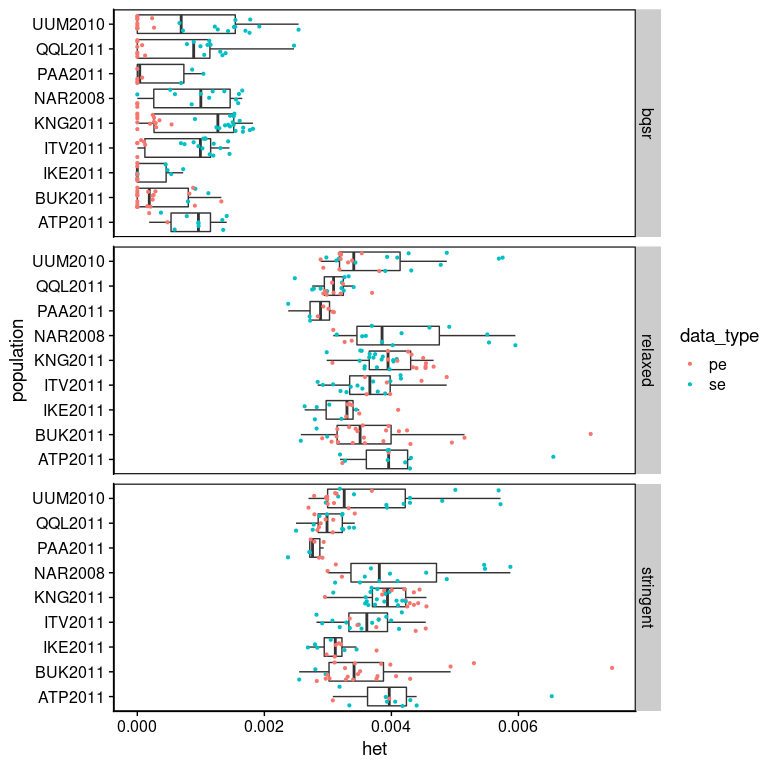 UUM2010
QQL2011
PAA2011
NAR2008
KNG2011
ITV2011
IKE2011
BUK2011
ATP2011
bqsr
UUM2010
QQL2011
PAA2011
NAR2008
KNG2011
ITV2011
IKE2011
BUK2011
ATP2011
relaxed
UUM2010
QQL2011
PAA2011
NAR2008
KNG2011
ITV2011
IKE2011
BUK2011
ATP2011
stringent
0.000 0.002 0.004 0.006
het
population
data_type
pe
se